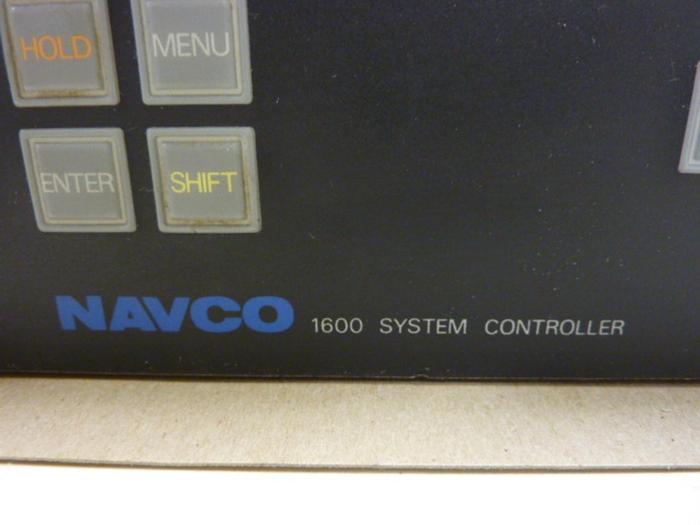 HOLD MENU
ENTER SHIFT
NAVCO 1600 SYSTEM CONTROLLER